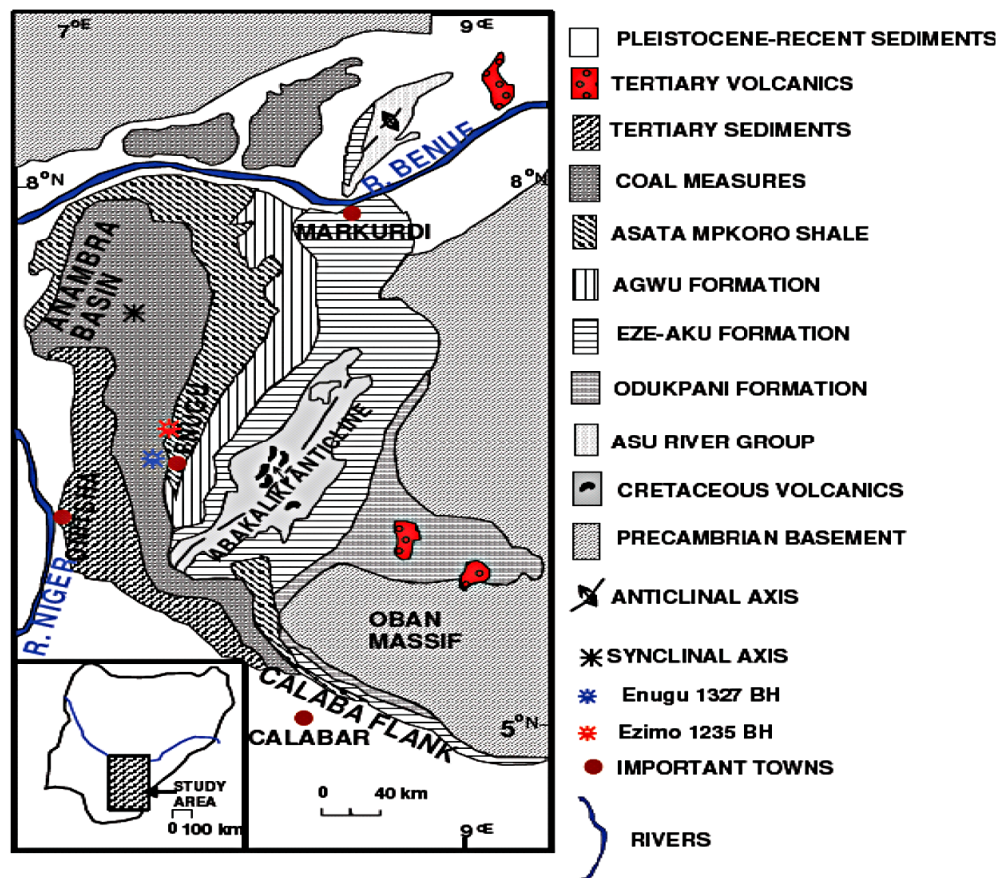 7°E
9°E
8°N
8°N
R. BENUE
MARKURDI
ANAMBRA
BASIN
ENUGU
ABAKALIKI ANTICLINE
ONITSHA
R. NIGER
OBAN
MASSIF
CALABA FLANK
5°N
CALABAR
0 40 km
STUDY
AREA
0 100 km
9°E
PLEISTOCENE-RECENT SEDIMENTS
TERTIARY VOLCANICS
TERTIARY SEDIMENTS
COAL MEASURES
ASATA MPKORO SHALE
AGWU FORMATION
EZE-AKU FORMATION
ODUKPANI FORMATION
ASU RIVER GROUP
CRETACEOUS VOLCANICS
PRECAMBRIAN BASEMENT
ANTICLINAL AXIS
SYNCLINAL AXIS
Enugu 1327 BH
Ezimo 1235 BH
IMPORTANT TOWNS
RIVERS